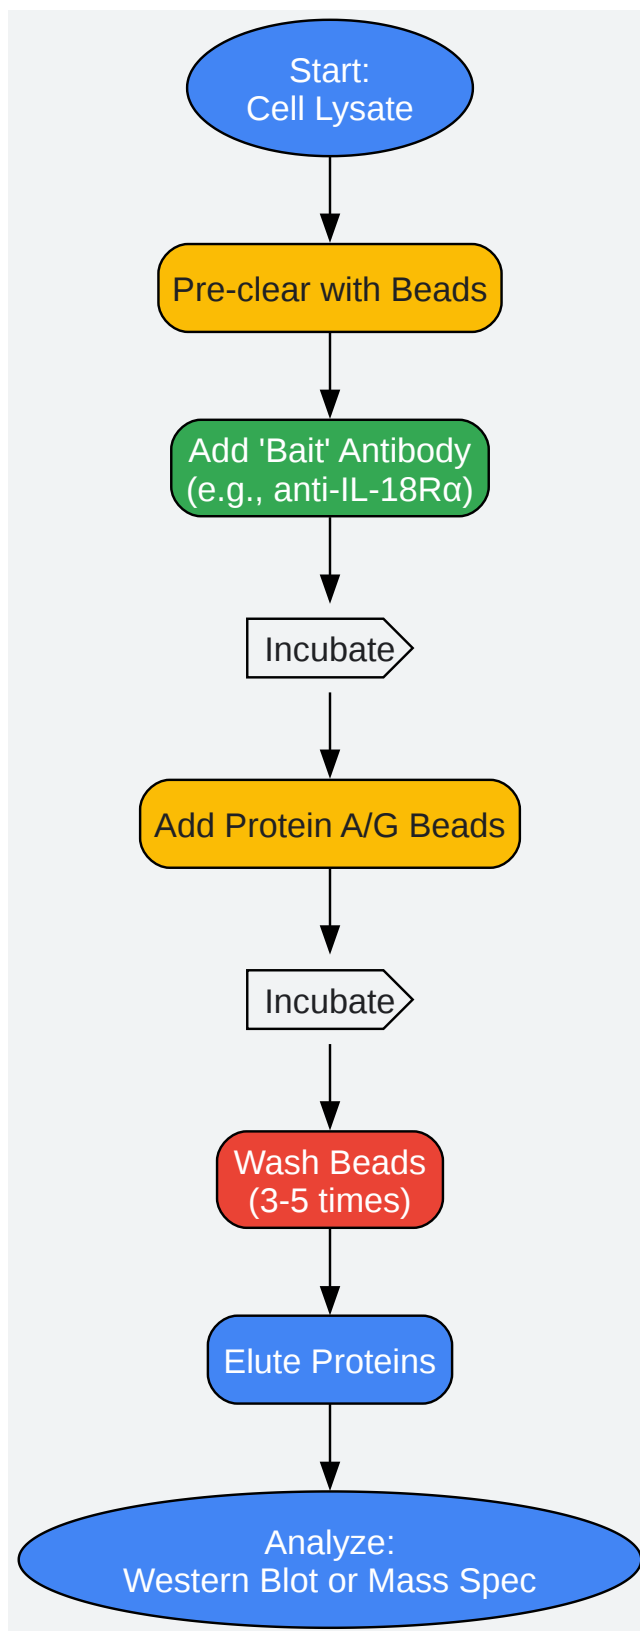 Start:
Cell Lysate
Pre-clear with Beads
Add 'Bait' Antibody
(e.g., anti-IL-18Rα)
Incubate
Add Protein A/G Beads
Incubate
Wash Beads
(3-5 times)
Elute Proteins
Analyze:
Western Blot or Mass Spec